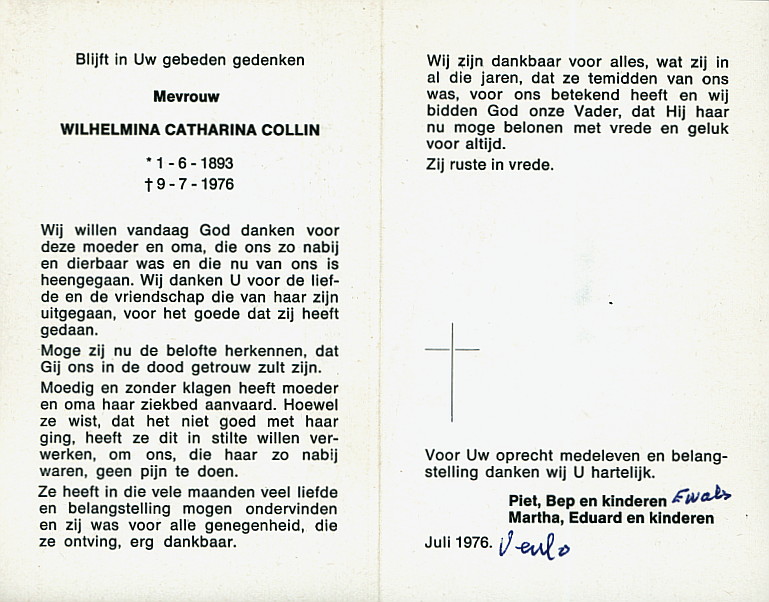 Blijft in Uw gebeden gedenken
Mevrouw
WILHELMINA CATHARINA COLLIN
* 1 - 6 - 1893
† 9 - 7 - 1976
Wij willen vandaag God danken voor
deze moeder en oma, die ons zo nabij
en dierbaar was en die nu van ons is
heengegaan. Wij danken U voor de lief-
de en de vriendschap die van haar zijn
uitgegaan, voor het goede dat zij heeft
gedaan.
Moge zij nu de belofte herkennen, dat
Gij ons in de dood getrouw zult zijn.
Moedig en zonder klagen heeft moeder
en oma haar ziekbed aanvaard. Hoewel
ze wist, dat het niet goed met haar
ging, heeft ze dit in stilte willen ver-
werken, om ons, die haar zo nabij
waren, geen pijn te doen.
Ze heeft in die vele maanden veel liefde
en belangstelling mogen ondervinden
en zij was voor alle genegenheid, die
ze ontving, erg dankbaar.
Wij zijn dankbaar voor alles, wat zij in
al die jaren, dat ze temidden van ons
was, voor ons betekend heeft en wij
bidden God onze Vader, dat Hij haar
nu moge belonen met vrede en geluk
voor altijd.
Zij ruste in vrede.
Voor Uw oprecht medeleven en belang-
stelling danken wij U hartelijk.
Piet, Bep en kinderen Ewals
Martha, Eduard en kinderen
Juli 1976. Venlo